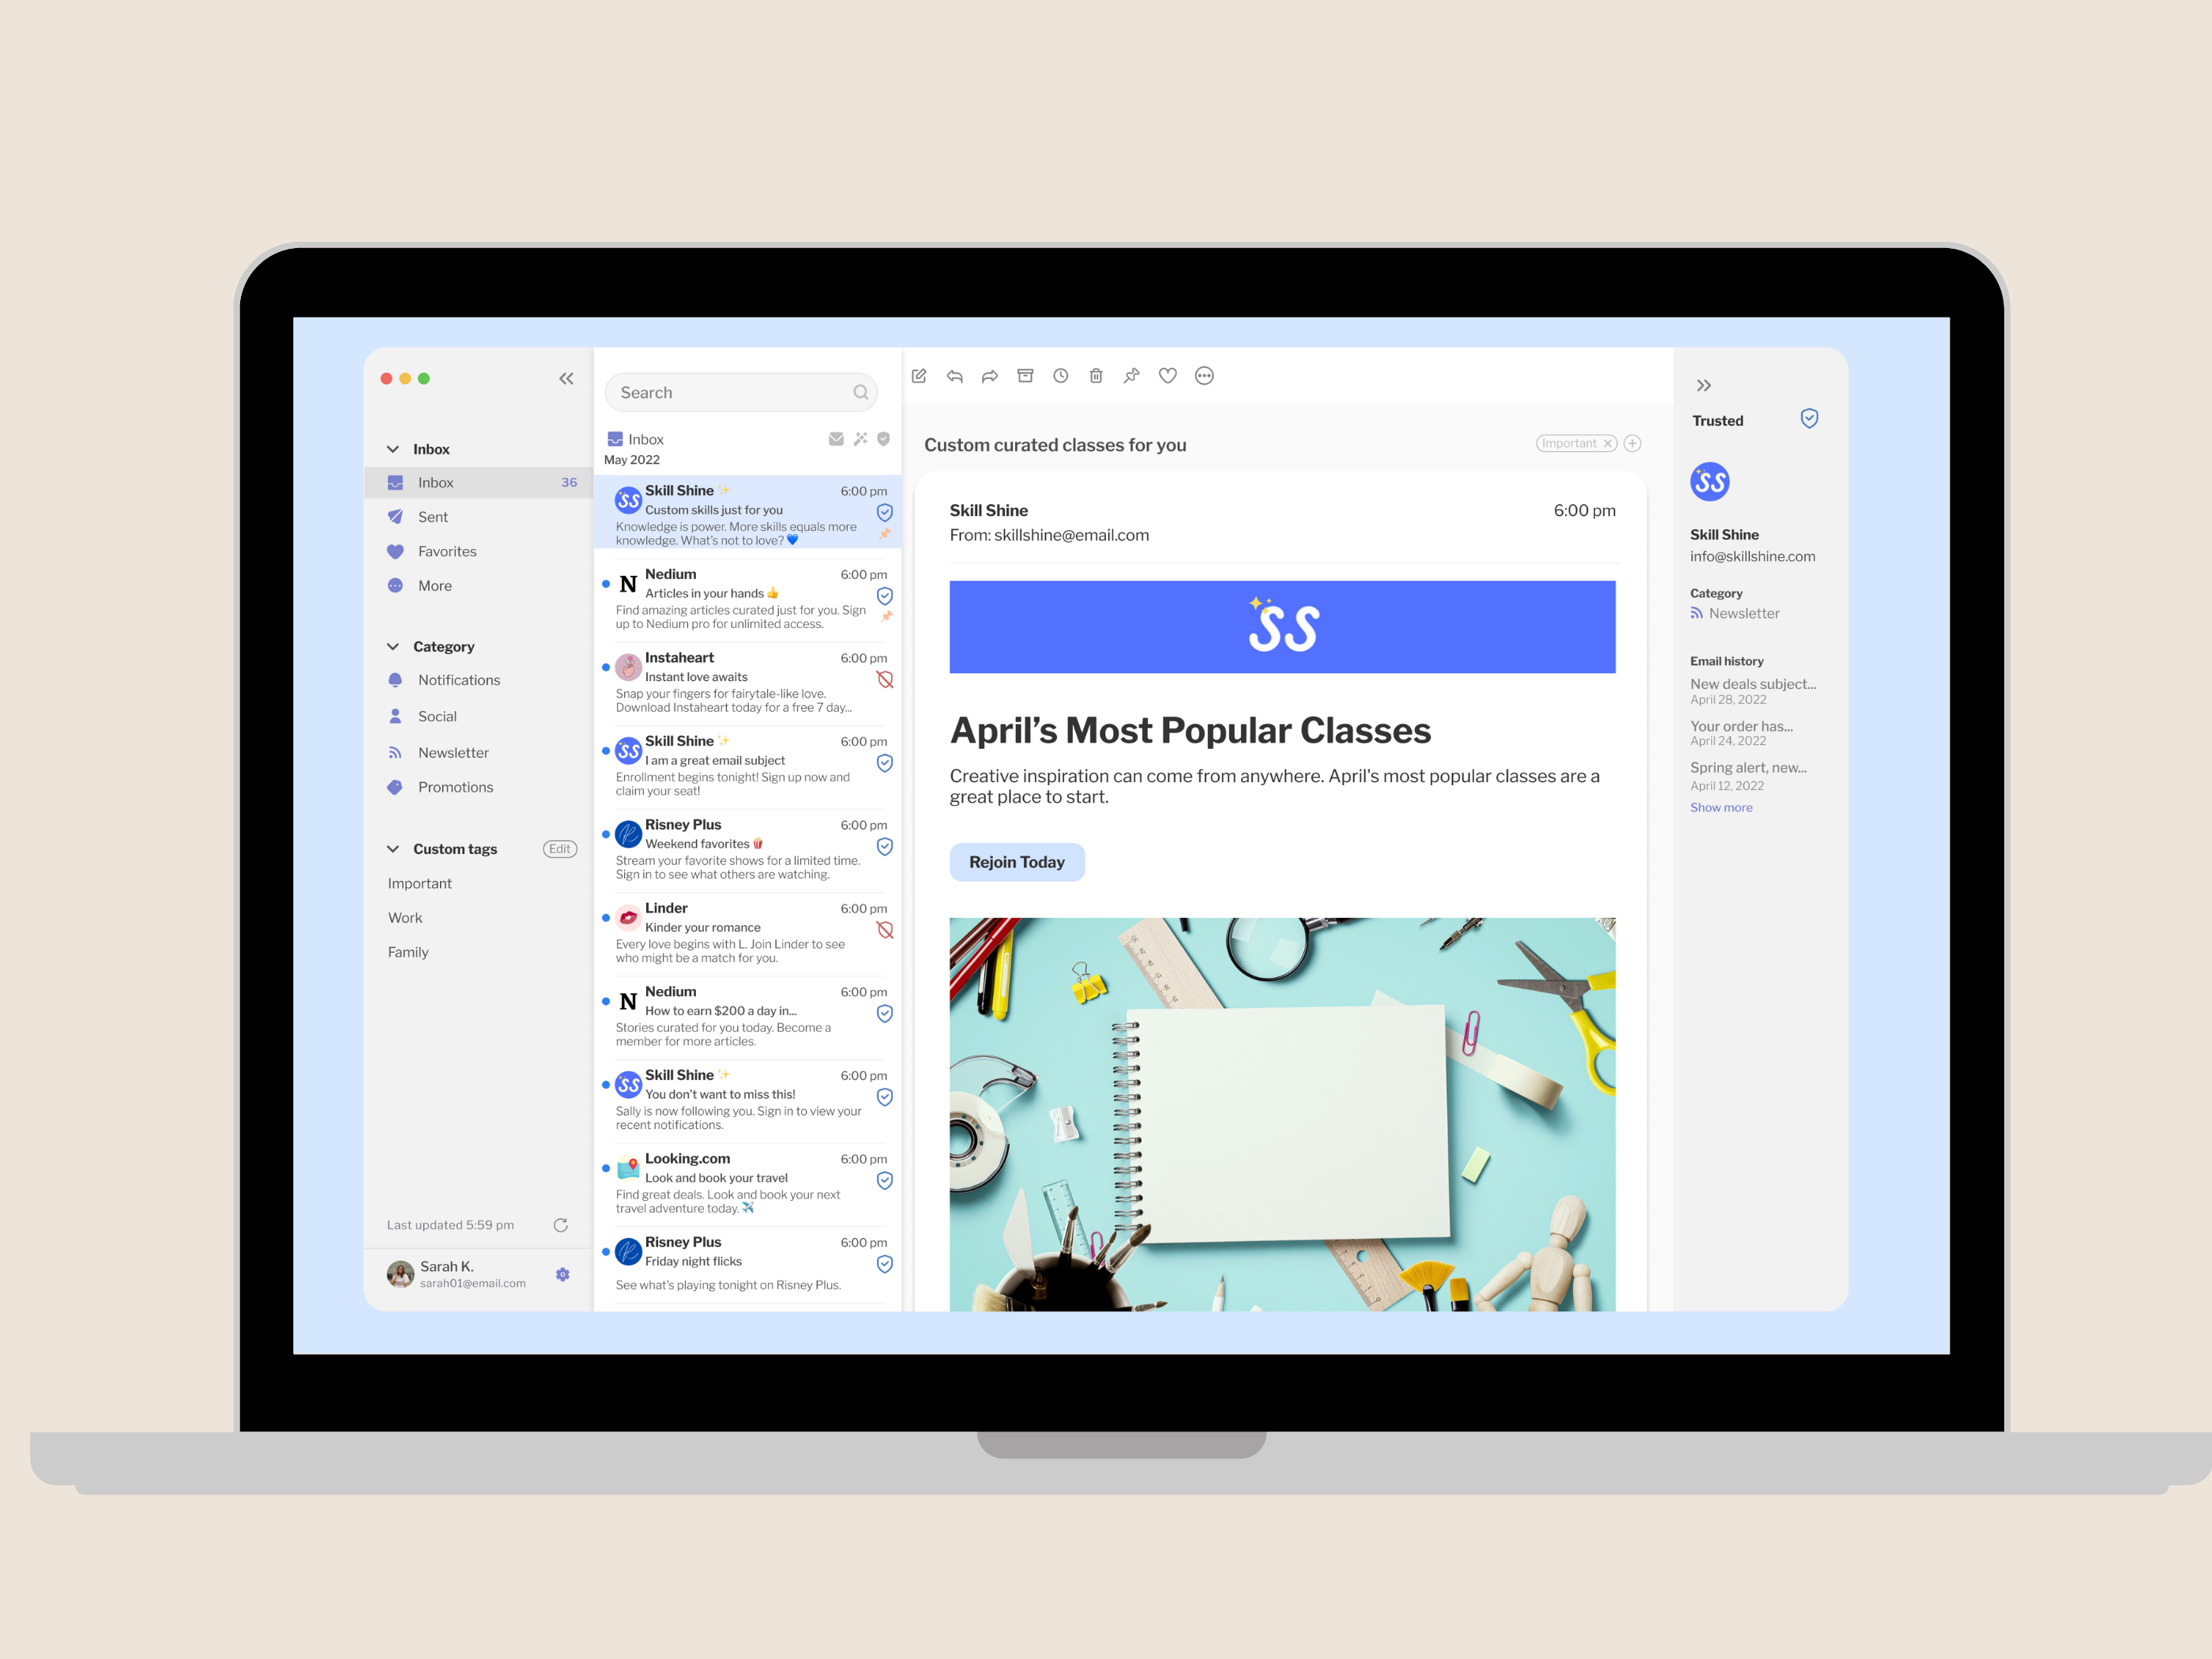 Inbox
Inbox 36
Sent
Favorites
More
Category
Notifications
Social
Newsletter
Promotions
Custom tags Edit
Important
Work
Family
Last updated 5:59 pm
Sarah K.
sarah01@email.com
Search
Inbox
May 2022
SS
Skill Shine ✨ 6:00 pm
Custom skills just for you
Knowledge is power. More skills equals more
knowledge. What's not to love? 💙
N
Nedium 6:00 pm
Articles in your hands 👍
Find amazing articles curated just for you. Sign
up to Nedium pro for unlimited access.
Instaheart 6:00 pm
Instant love awaits
Snap your fingers for fairytale-like love.
Download Instaheart today for a free 7 day...
SS
Skill Shine ✨ 6:00 pm
I am a great email subject
Enrollment begins tonight! Sign up now and
claim your seat!
R
Risney Plus 6:00 pm
Weekend favorites 🍿
Stream your favorite shows for a limited time.
Sign in to see what others are watching.
Linder 6:00 pm
Kinder your romance
Every love begins with L. Join Linder to see
who might be a match for you.
N
Nedium 6:00 pm
How to earn $200 a day in...
Stories curated for you today. Become a
member for more articles.
SS
Skill Shine ✨ 6:00 pm
You don't want to miss this!
Sally is now following you. Sign in to view your
recent notifications.
Looking.com 6:00 pm
Look and book your travel
Find great deals. Look and book your next
travel adventure today. ✈️
R
Risney Plus 6:00 pm
Friday night flicks
See what's playing tonight on Risney Plus.
Custom curated classes for you
Important
Skill Shine 6:00 pm
From: skillshine@email.com
SS
April's Most Popular Classes
Creative inspiration can come from anywhere. April's most popular classes are a
great place to start.
Rejoin Today
Trusted
SS
Skill Shine
info@skillshine.com
Category
Newsletter
Email history
New deals subject...
April 28, 2022
Your order has...
April 24, 2022
Spring alert, new...
April 12, 2022
Show more